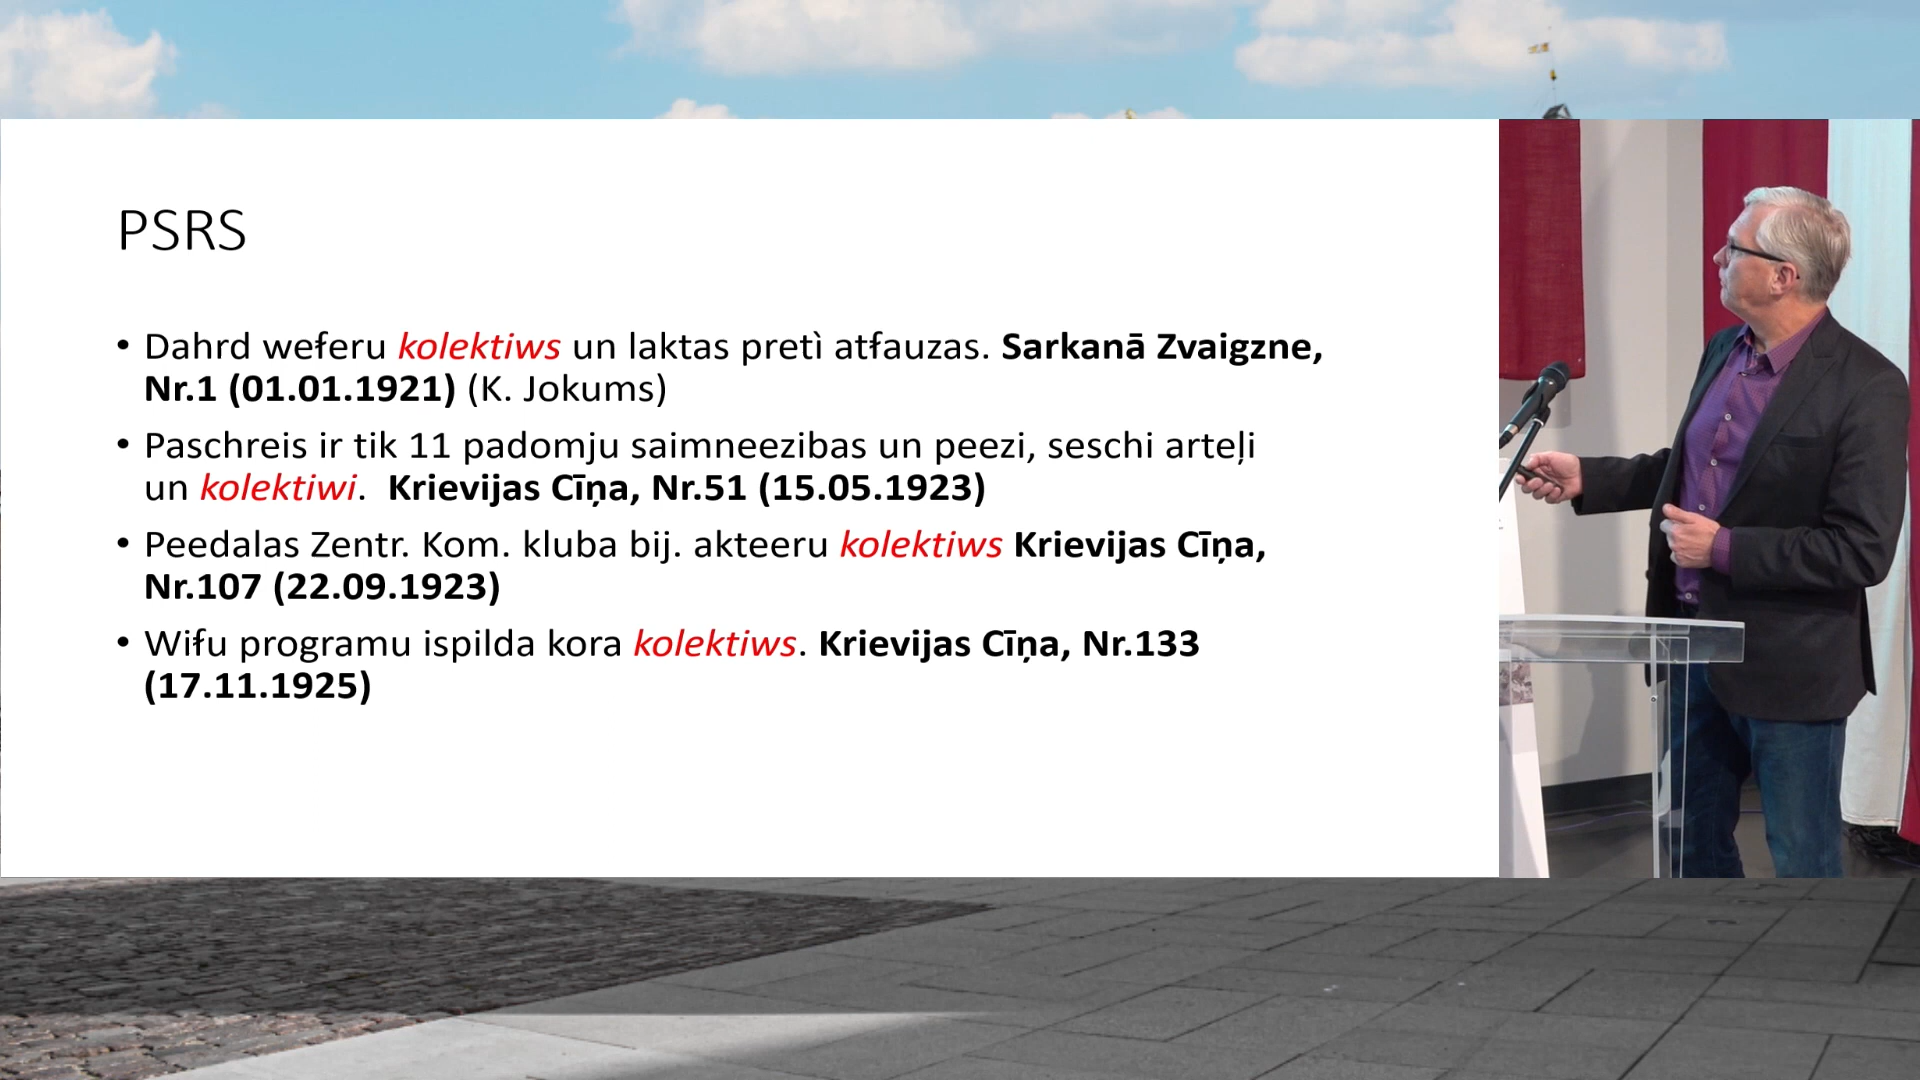 PSRS
• Dahrd weſeru kolektiws un laktas pretì atſauzas. Sarkanā Zvaigzne,
Nr.1 (01.01.1921) (K. Jokums)
• Paschreis ir tik 11 padomju saimneezibas un peezi, seschi arteļi
un kolektiwi. Krievijas Cīņa, Nr.51 (15.05.1923)
• Peedalas Zentr. Kom. kluba bij. akteeru kolektiws Krievijas Cīņa,
Nr.107 (22.09.1923)
• Wiſu programu ispilda kora kolektiws. Krievijas Cīņa, Nr.133
(17.11.1925)